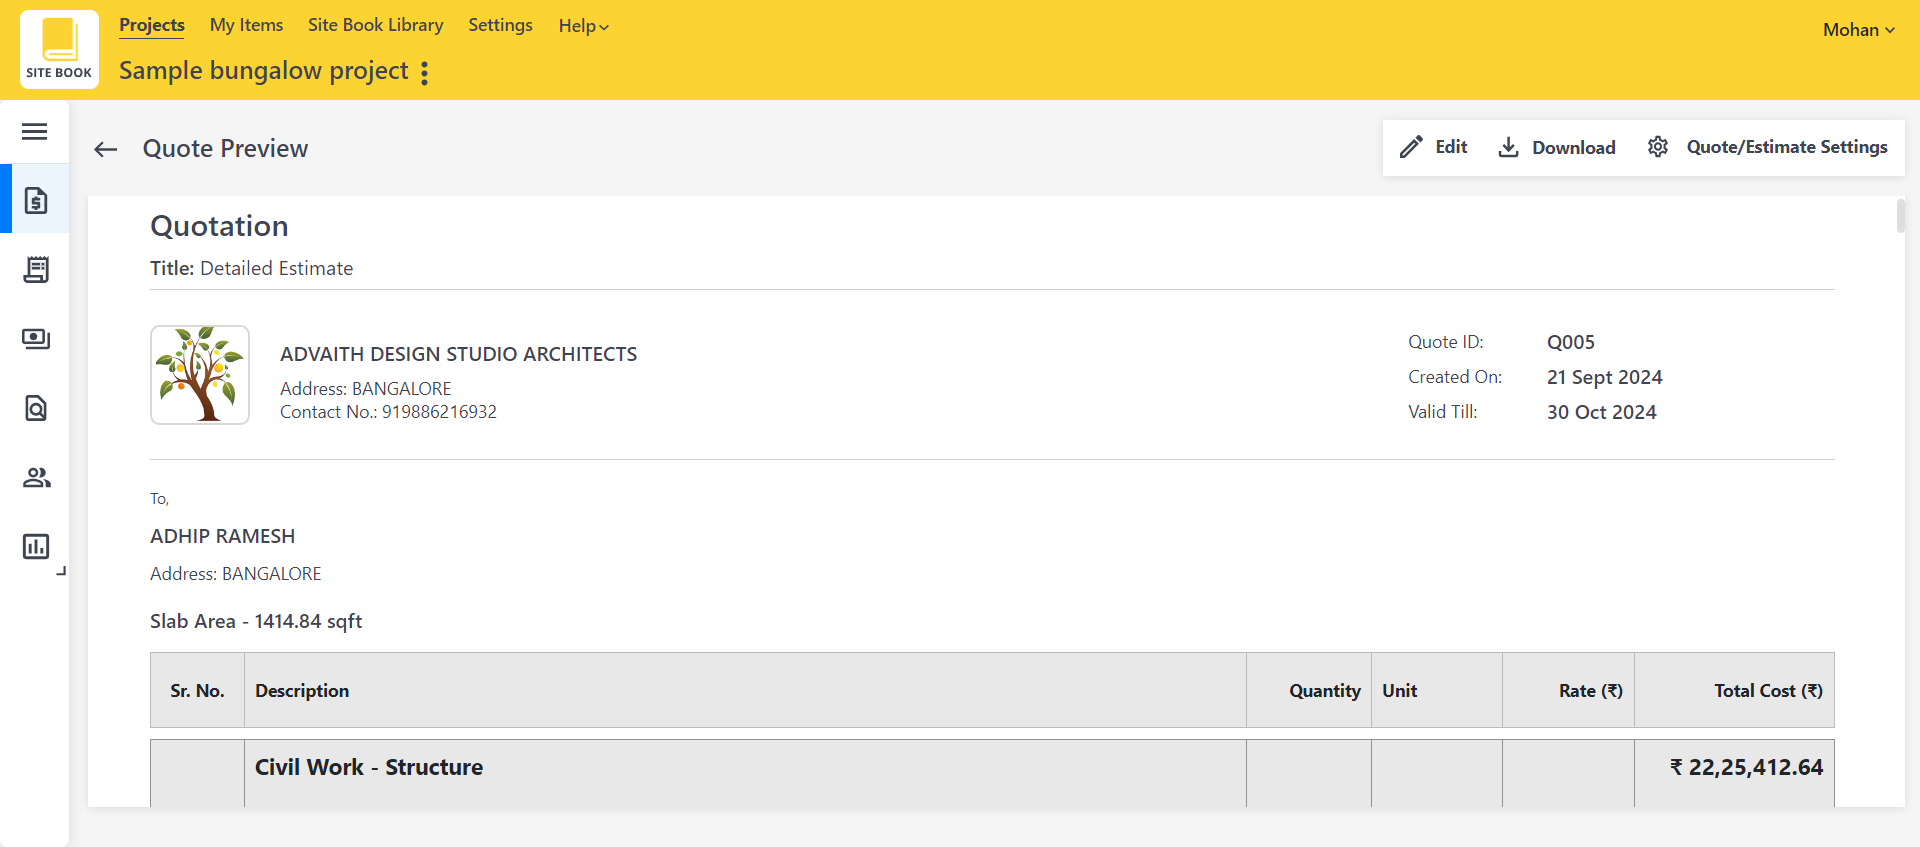 Projects My Items Site Book Library Settings Help
Mohan
SITE BOOK
Sample bungalow project
Quote Preview
Edit Download Quote/Estimate Settings
Quotation
Title: Detailed Estimate
ADVAITH DESIGN STUDIO ARCHITECTS
Address: BANGALORE
Contact No.: 919886216932
Quote ID: Q005
Created On: 21 Sept 2024
Valid Till: 30 Oct 2024
To,
ADHIP RAMESH
Address: BANGALORE
Slab Area - 1414.84 sqft
Sr. No. Description Quantity Unit Rate (₹) Total Cost (₹)
Civil Work - Structure ₹ 22,25,412.64